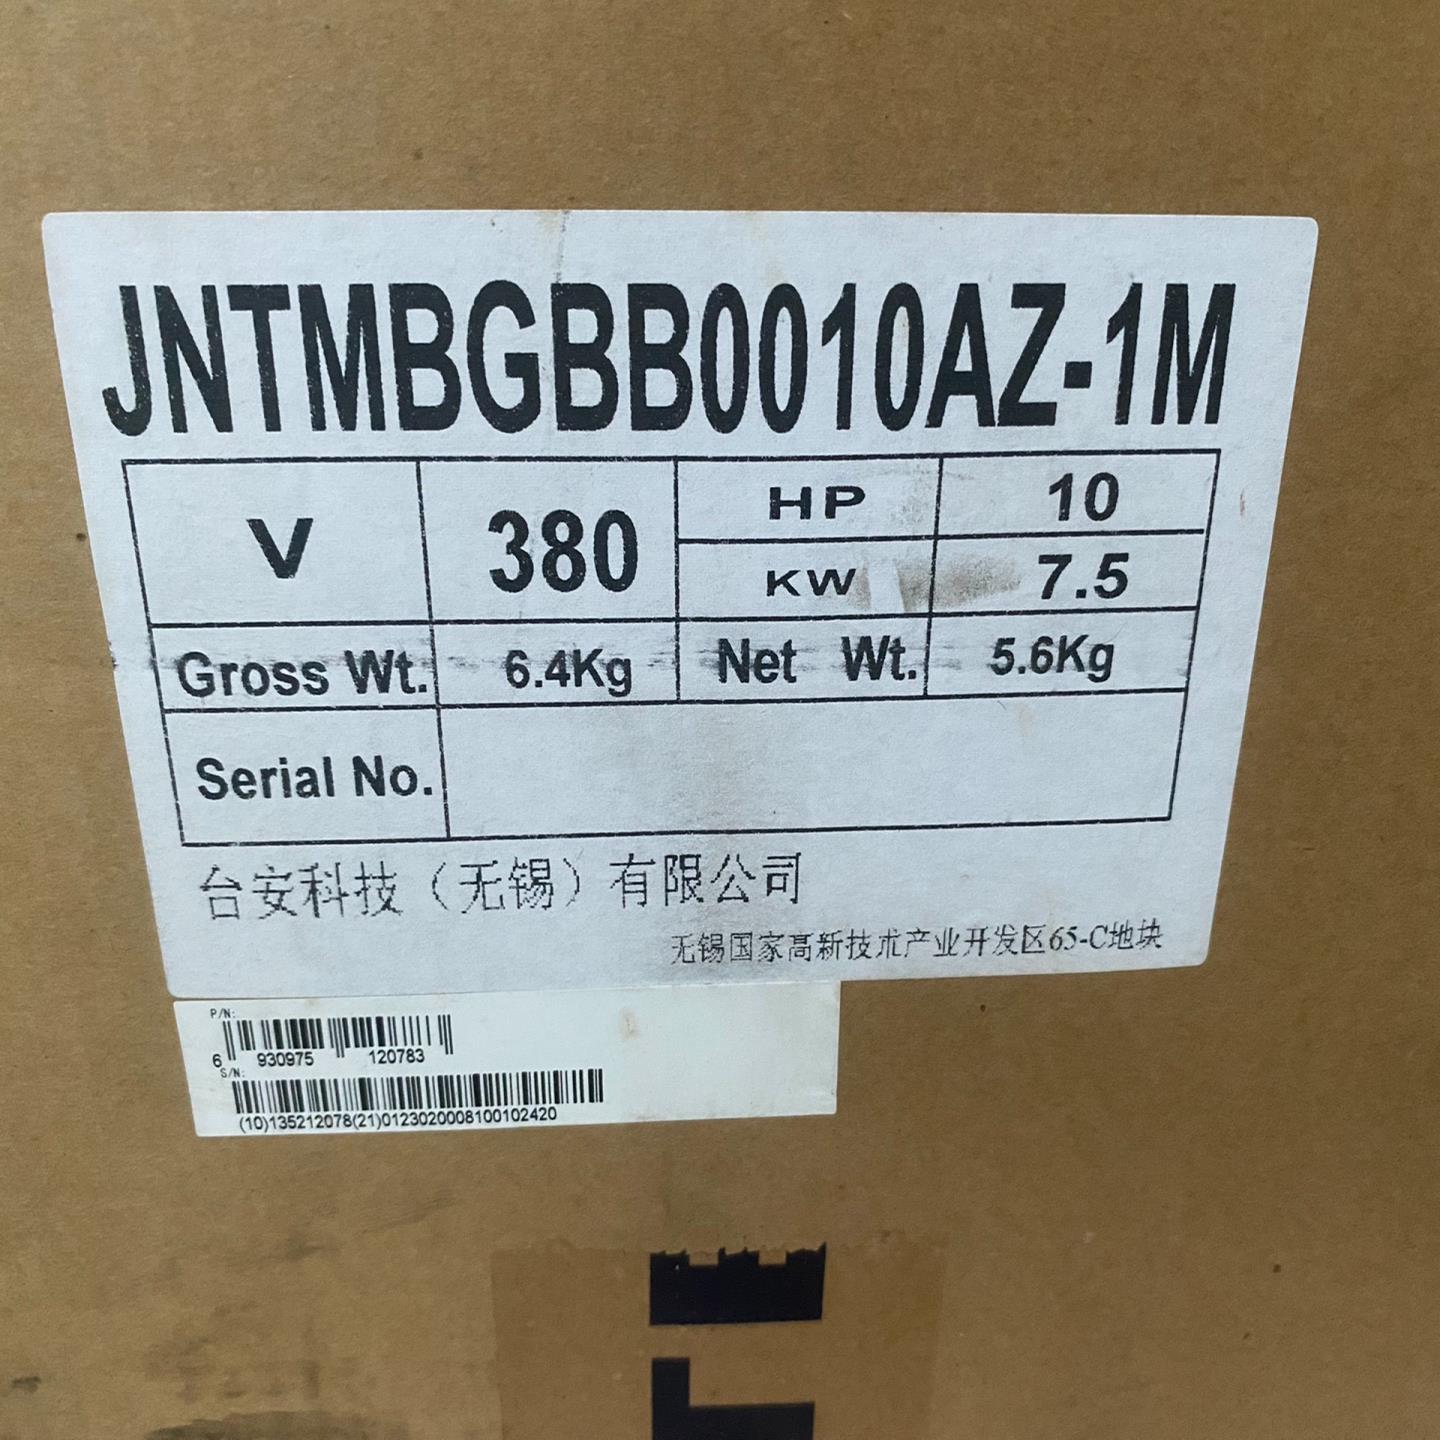 JNTMBGBB0010AZ-1M
V 380 HP 10
KW 7.5
Gross Wt. 6.4Kg Net Wt. 5.6Kg
Serial No.
台安科技（无锡）有限公司
无锡国家高新技术产业开发区65-C地块
P/N:
6 930975 120783
S/N:
(10)135212078(21)0123020008100102420